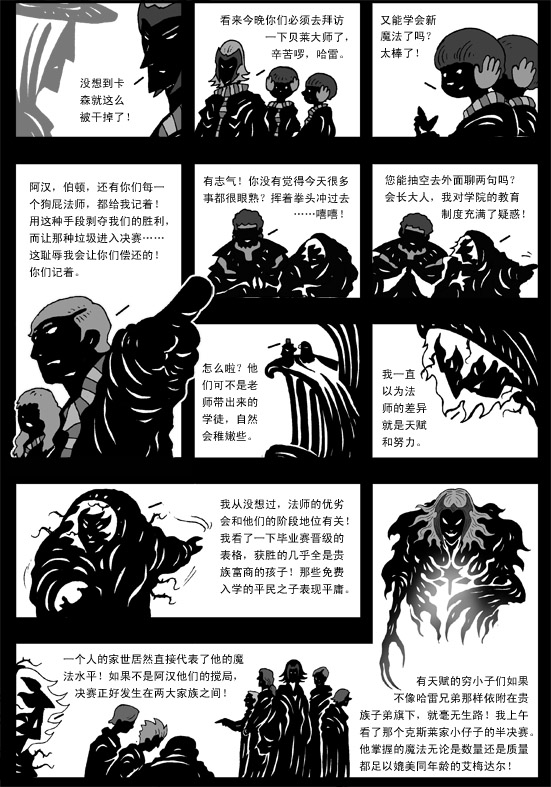 没想到卡
森就这么
被干掉了！
看来今晚你们必须去拜访
一下贝莱大师了，
辛苦啰，哈雷。
又能学会新
魔法了吗？
太棒了！
阿汉，伯顿，还有你们每一
个狗屁法师，都给我记着！
用这种手段剥夺我们的胜利，
而让那种垃圾进入决赛……
这耻辱我会让你们偿还的！
你们记着。
有志气！你没有觉得今天很多
事都很眼熟？挥着拳头冲过去
……嘻嘻！
您能抽空去外面聊两句吗？
会长大人，我对学院的教育
制度充满了疑惑！
怎么啦？他
们可不是老
师带出来的
学徒，自然
会稚嫩些。
我一直
以为法
师的差异
就是天赋
和努力。
我从没想过，法师的优劣
会和他们的阶段地位有关！
我看了一下毕业赛晋级的
表格，获胜的几乎全是贵
族富商的孩子！那些免费
入学的平民之子表现平庸。
一个人的家世居然直接代表了他的魔
法水平！如果不是阿汉他们的搅局，
决赛正好发生在两大家族之间！
有天赋的穷小子们如果
不像哈雷兄弟那样依附在贵
族子弟旗下，就毫无生路！我上午
看了那个克斯莱家小仔子的半决赛。
他掌握的魔法无论是数量还是质量
都足以媲美同年龄的艾梅达尔！